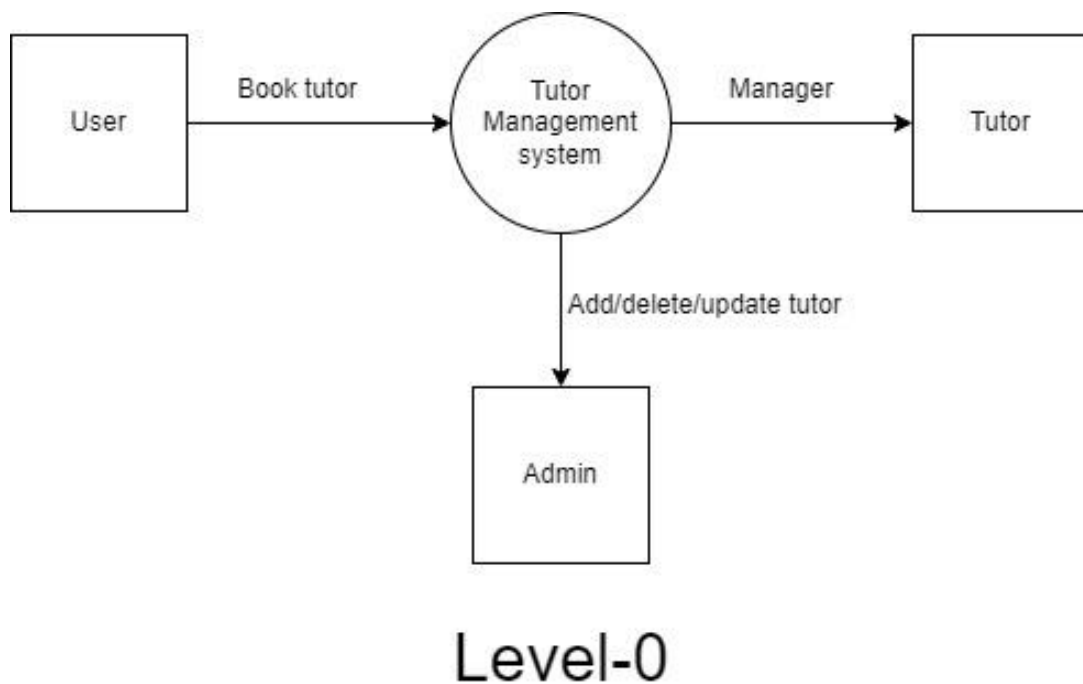 Book tutor
Manager
User
Tutor
Management
system
Tutor
Add/delete/update tutor
Admin
Level-0